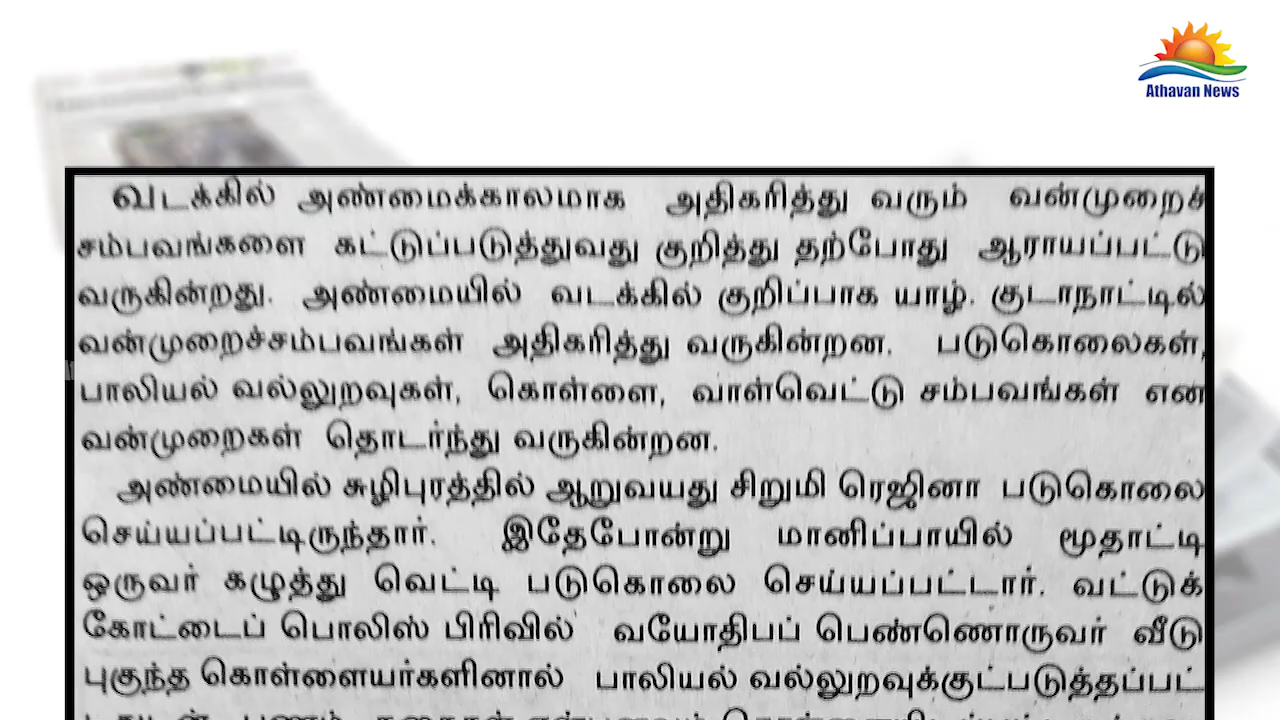 Athavan News
வடக்கில் அண்மைக்காலமாக அதிகரித்து வரும் வன்முறைச்
சம்பவங்களை கட்டுப்படுத்துவது குறித்து தற்போது ஆராயப்பட்டு
வருகின்றது. அண்மையில் வடக்கில் குறிப்பாக யாழ். குடாநாட்டில்
வன்முறைச்சம்பவங்கள் அதிகரித்து வருகின்றன. படுகொலைகள்,
பாலியல் வல்லுறவுகள், கொள்ளை, வாள்வெட்டு சம்பவங்கள் என
வன்முறைகள் தொடர்ந்து வருகின்றன.
அண்மையில் சுழிபுரத்தில் ஆறுவயது சிறுமி ரெஜினா படுகொலை
செய்யப்பட்டிருந்தார். இதேபோன்று மானிப்பாயில் மூதாட்டி
ஒருவர் கழுத்து வெட்டி படுகொலை செய்யப்பட்டார். வட்டுக்
கோட்டைப் பொலிஸ் பிரிவில் வயோதிபப் பெண்ணொருவர் வீடு
புகுந்த கொள்ளையர்களினால் பாலியல் வல்லுறவுக்குட்படுத்தப்பட்